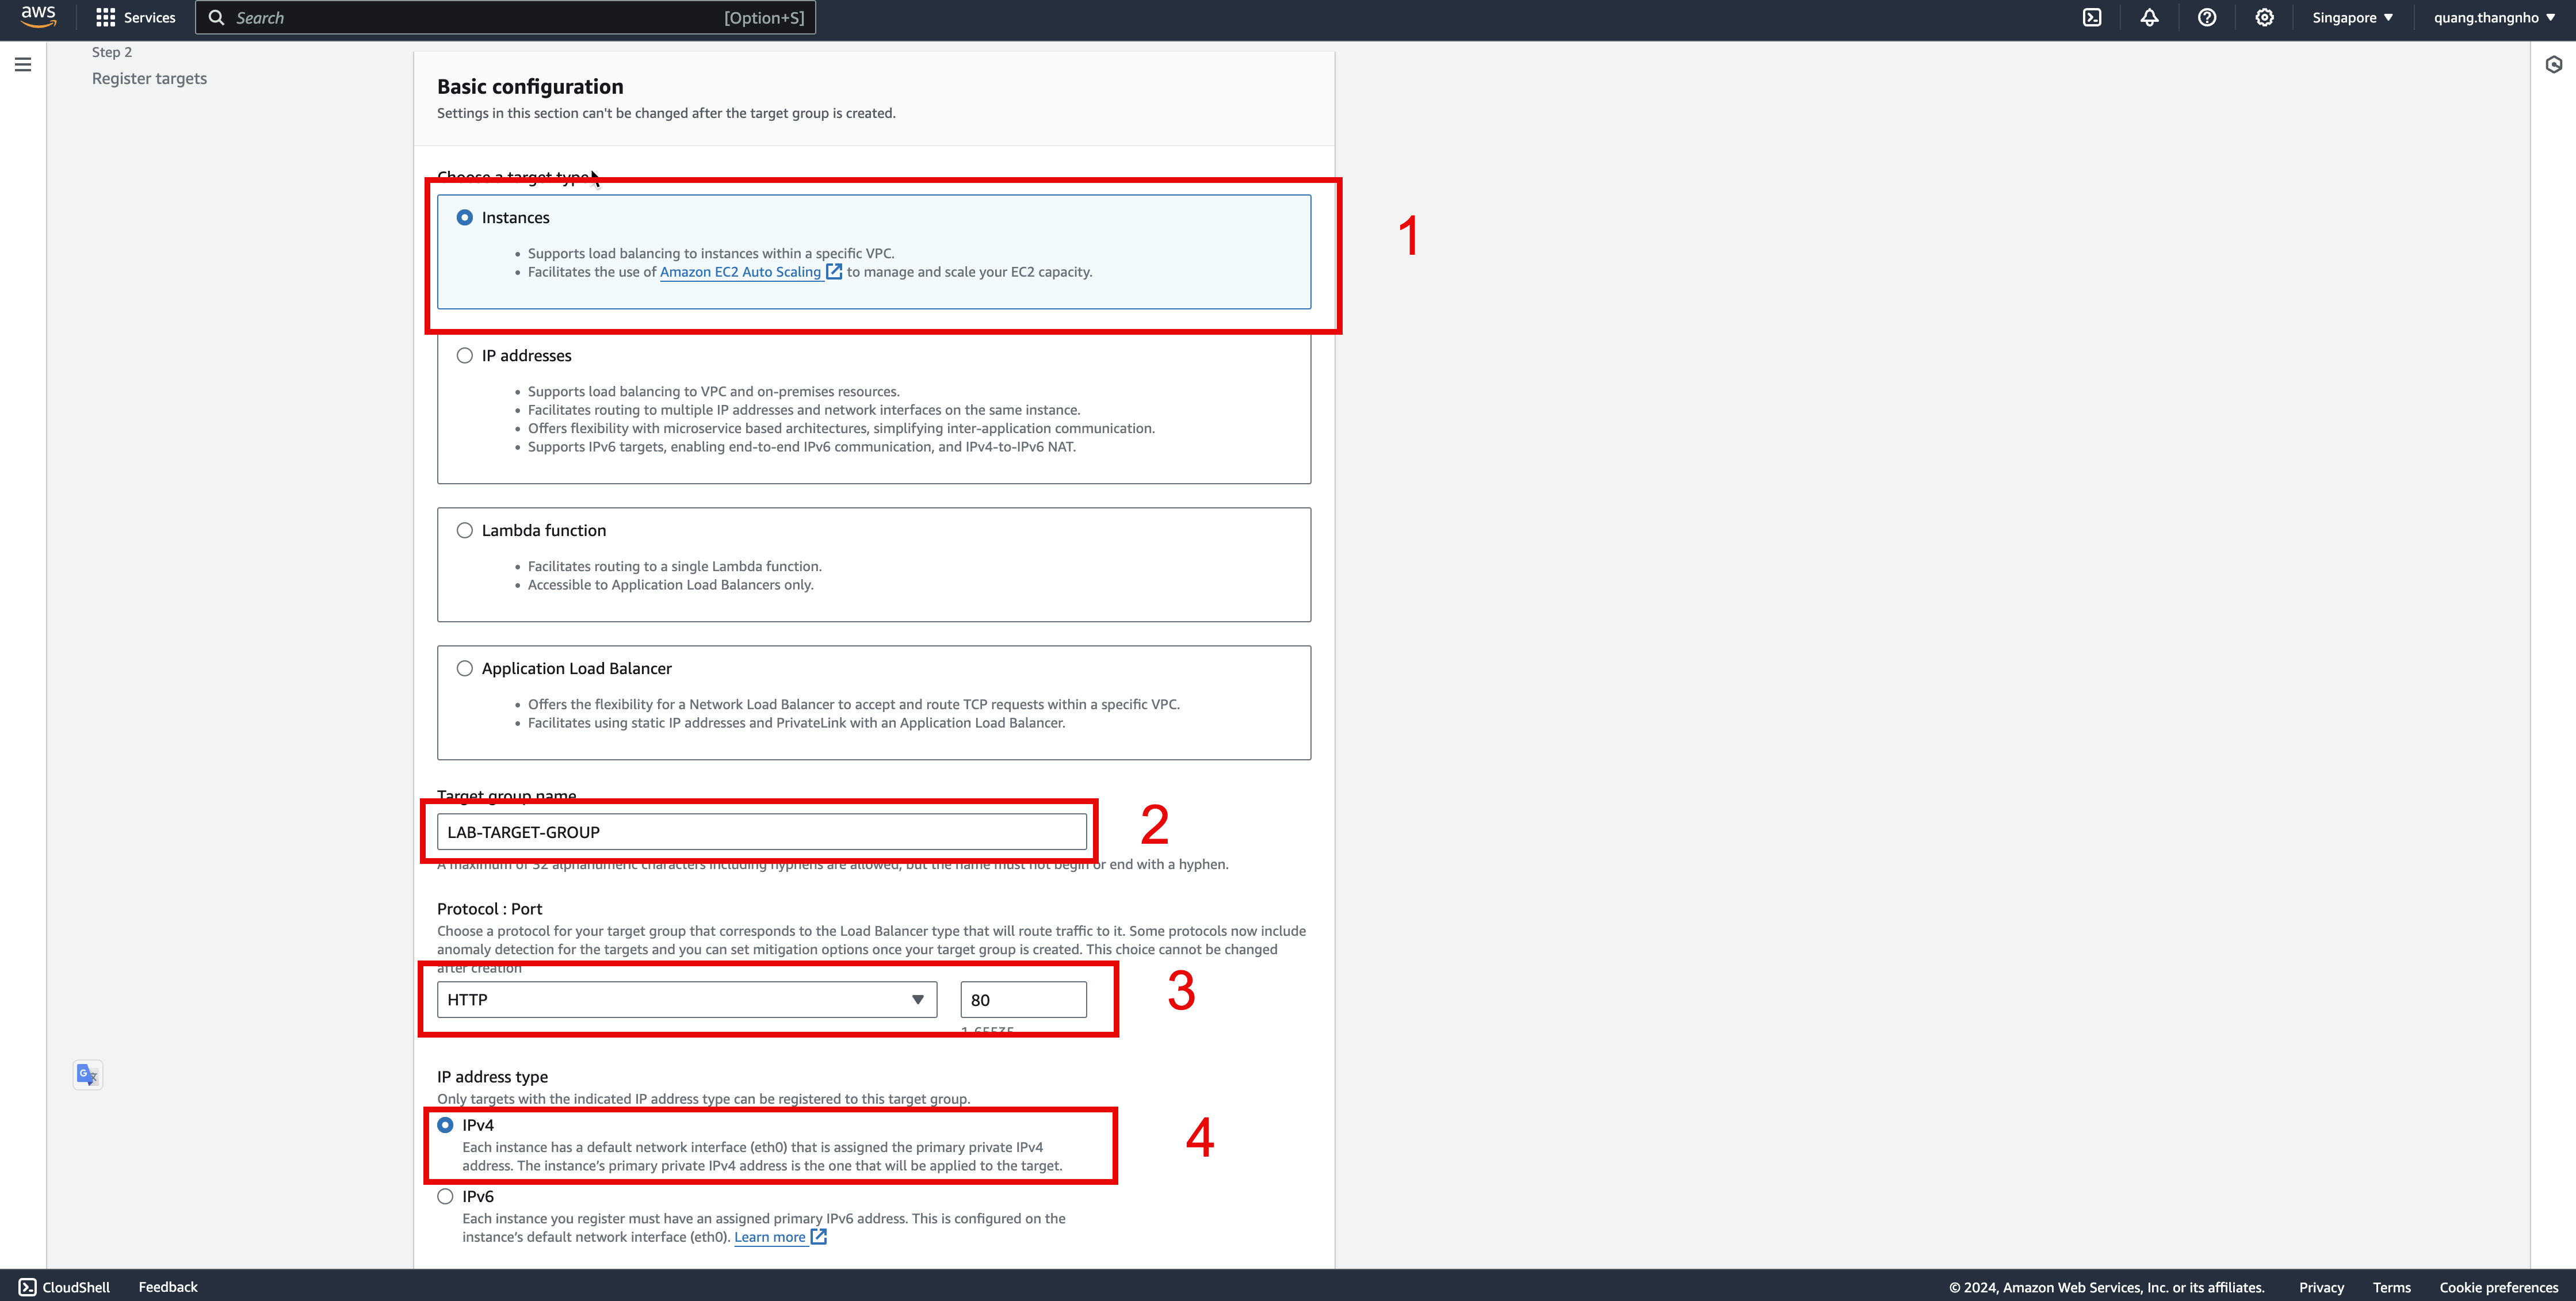 aws
Services
Search
[Option+S]
Singapore
quang.thangnho
Step 2
Register targets
Basic configuration
Settings in this section can't be changed after the target group is created.
Choose a target type
Instances
• Supports load balancing to instances within a specific VPC.
• Facilitates the use of Amazon EC2 Auto Scaling to manage and scale your EC2 capacity.
1
IP addresses
• Supports load balancing to VPC and on-premises resources.
• Facilitates routing to multiple IP addresses and network interfaces on the same instance.
• Offers flexibility with microservice based architectures, simplifying inter-application communication.
• Supports IPv6 targets, enabling end-to-end IPv6 communication, and IPv4-to-IPv6 NAT.
Lambda function
• Facilitates routing to a single Lambda function.
• Accessible to Application Load Balancers only.
Application Load Balancer
• Offers the flexibility for a Network Load Balancer to accept and route TCP requests within a specific VPC.
• Facilitates using static IP addresses and PrivateLink with an Application Load Balancer.
Target group name
LAB-TARGET-GROUP
2
A maximum of 32 alphanumeric characters including hyphens are allowed, but the name must not begin or end with a hyphen.
Protocol : Port
Choose a protocol for your target group that corresponds to the Load Balancer type that will route traffic to it. Some protocols now include
anomaly detection for the targets and you can set mitigation options once your target group is created. This choice cannot be changed
after creation
HTTP
80
3
1-65535
IP address type
Only targets with the indicated IP address type can be registered to this target group.
IPv4
Each instance has a default network interface (eth0) that is assigned the primary private IPv4
address. The instance's primary private IPv4 address is the one that will be applied to the target.
4
IPv6
Each instance you register must have an assigned primary IPv6 address. This is configured on the
instance's default network interface (eth0). Learn more
CloudShell
Feedback
© 2024, Amazon Web Services, Inc. or its affiliates.
Privacy
Terms
Cookie preferences